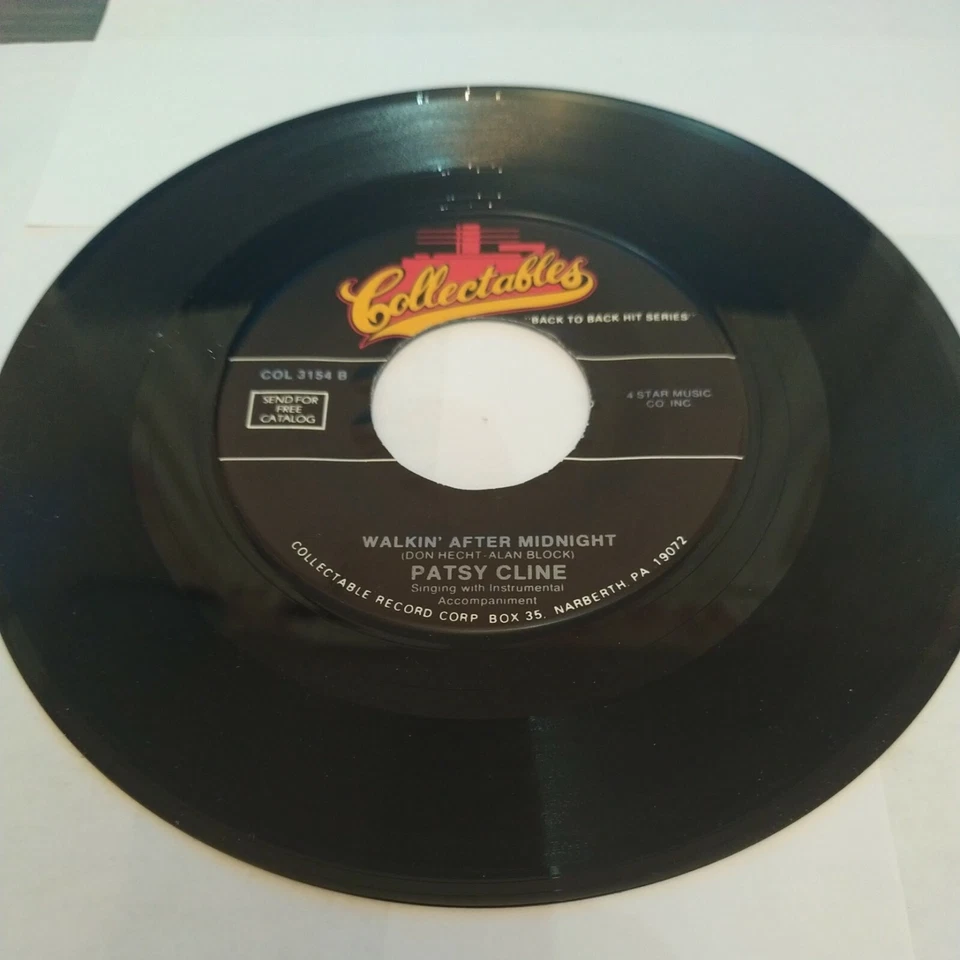 Collectables
"BACK TO BACK HIT SERIES"
COL 3154 B
SEND FOR
FREE
CATALOG
4 STAR MUSIC
CO. INC.
WALKIN' AFTER MIDNIGHT
(DON HECHT-ALAN BLOCK)
PATSY CLINE
Singing with Instrumental
Accompaniment
COLLECTABLE RECORD CORP BOX 35. NARBERTH, PA 19072